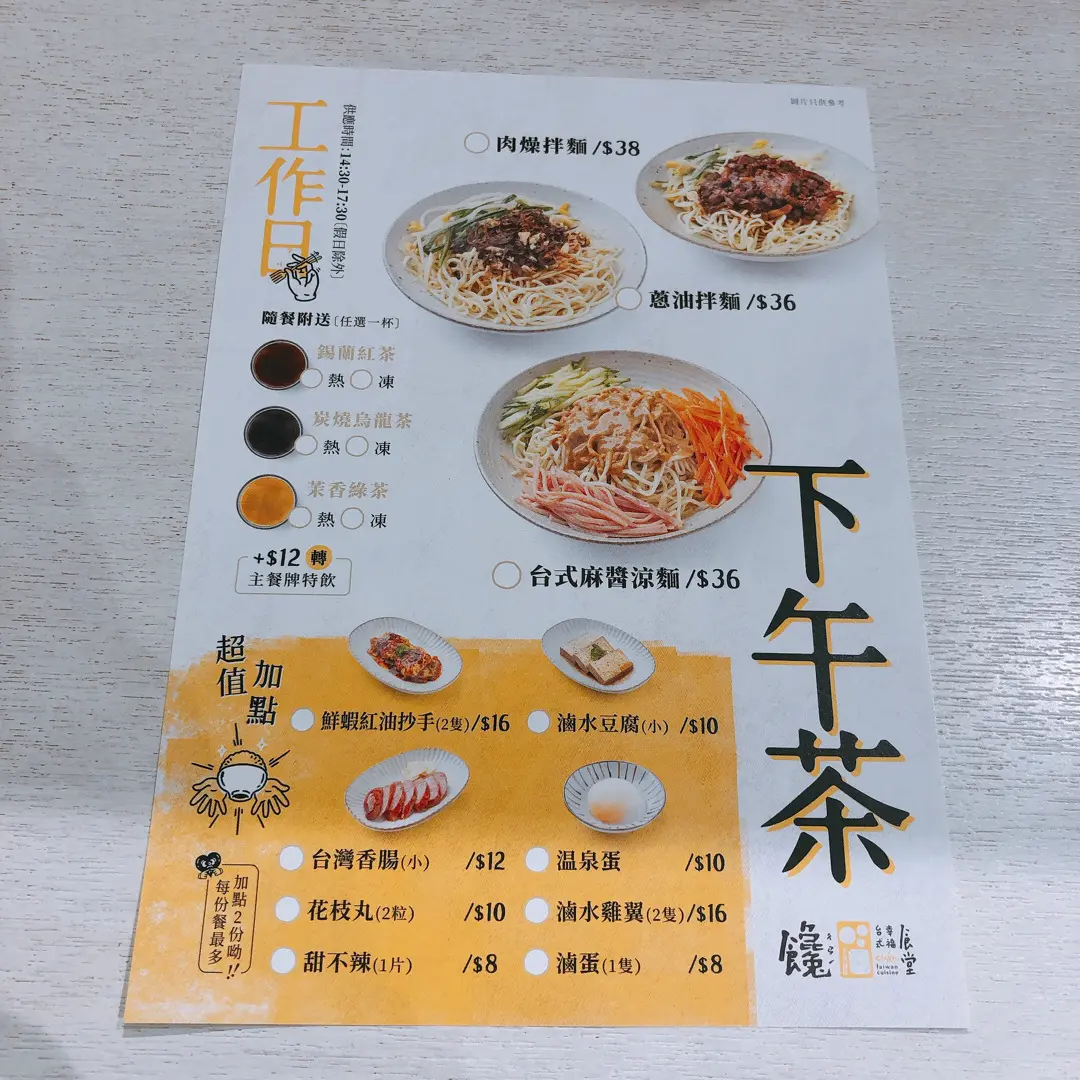 圖片只供參考
工作日
供應時間:14:30-17:30〔假日除外〕
肉燥拌麵/$38
蔥油拌麵/$36
台式麻醬涼麵/$36
隨餐附送〔任選一杯〕
錫蘭紅茶
熱 凍
炭燒烏龍茶
熱 凍
茉香綠茶
熱 凍
+$12 轉
主餐牌特飲
下午茶
超值
加點
鮮蝦紅油抄手(2隻)/$16
滷水豆腐(小) /$10
台灣香腸(小) /$12
溫泉蛋 /$10
花枝丸(2粒) /$10
滷水雞翼(2隻)/$16
甜不辣(1片) /$8
滷蛋(1隻) /$8
加點2份呦!!
每份餐最多
饞
ㄔㄢˊ
幸福
台式
食堂
Taiwan
cuisine